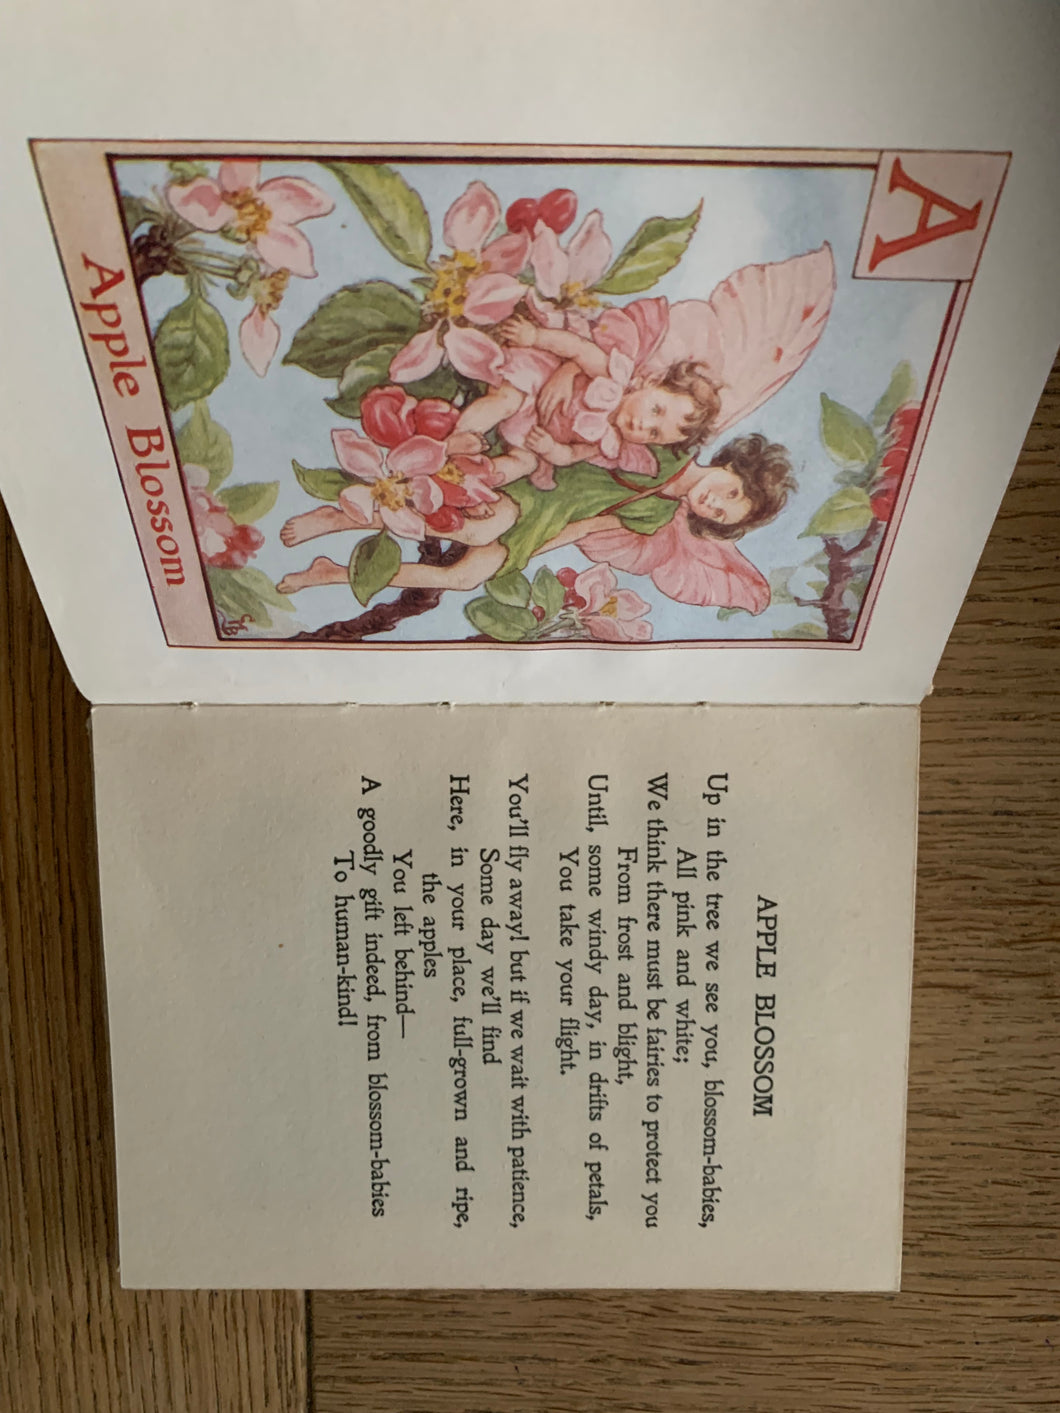 A
Apple Blossom
CMB
APPLE BLOSSOM
Up in the tree we see you, blossom-babies,
All pink and white;
We think there must be fairies to protect you
From frost and blight,
Until, some windy day, in drifts of petals,
You take your flight.
You'll fly away! but if we wait with patience,
Some day we'll find
Here, in your place, full-grown and ripe,
the apples
You left behind—
A goodly gift indeed, from blossom-babies
To human-kind!